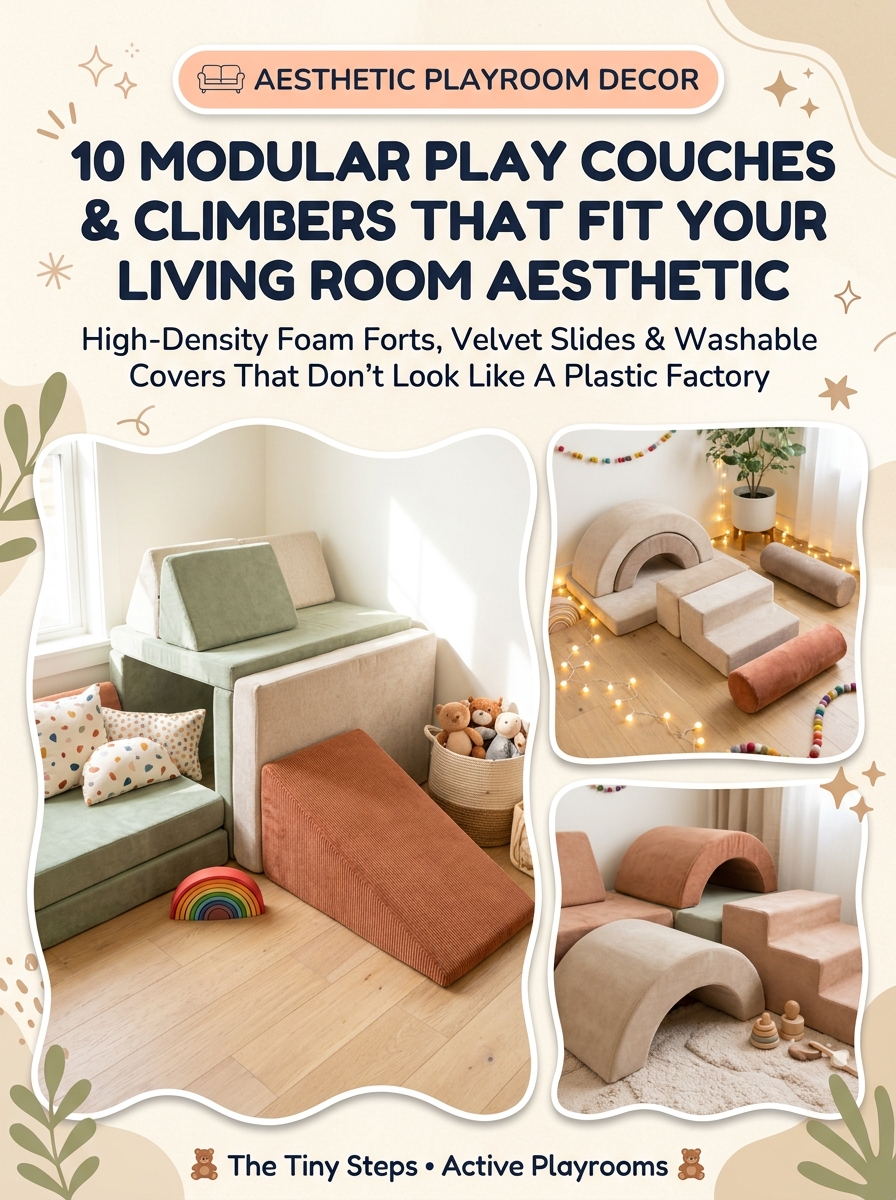 AESTHETIC PLAYROOM DECOR
10 MODULAR PLAY COUCHES
& CLIMBERS THAT FIT YOUR
LIVING ROOM AESTHETIC
High-Density Foam Forts, Velvet Slides & Washable
Covers That Don’t Look Like A Plastic Factory
The Tiny Steps • Active Playrooms